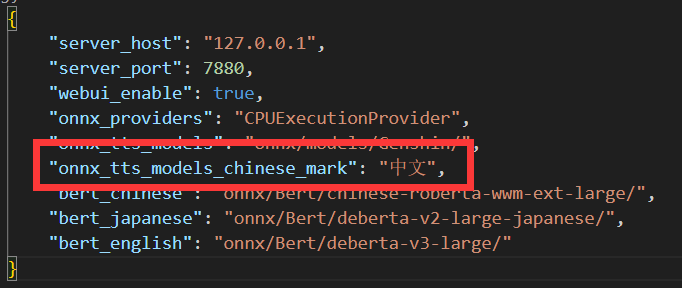 {
"server_host": "127.0.0.1",
"server_port": 7880,
"webui_enable": true,
"onnx_providers": "CPUExecutionProvider",
"onnx_tts_models": "onnx/models/Genshin/",
"onnx_tts_models_chinese_mark": "中文",
"bert_chinese": "onnx/Bert/chinese-roberta-wwm-ext-large/",
"bert_japanese": "onnx/Bert/deberta-v2-large-japanese/",
"bert_english": "onnx/Bert/deberta-v3-large/"
}